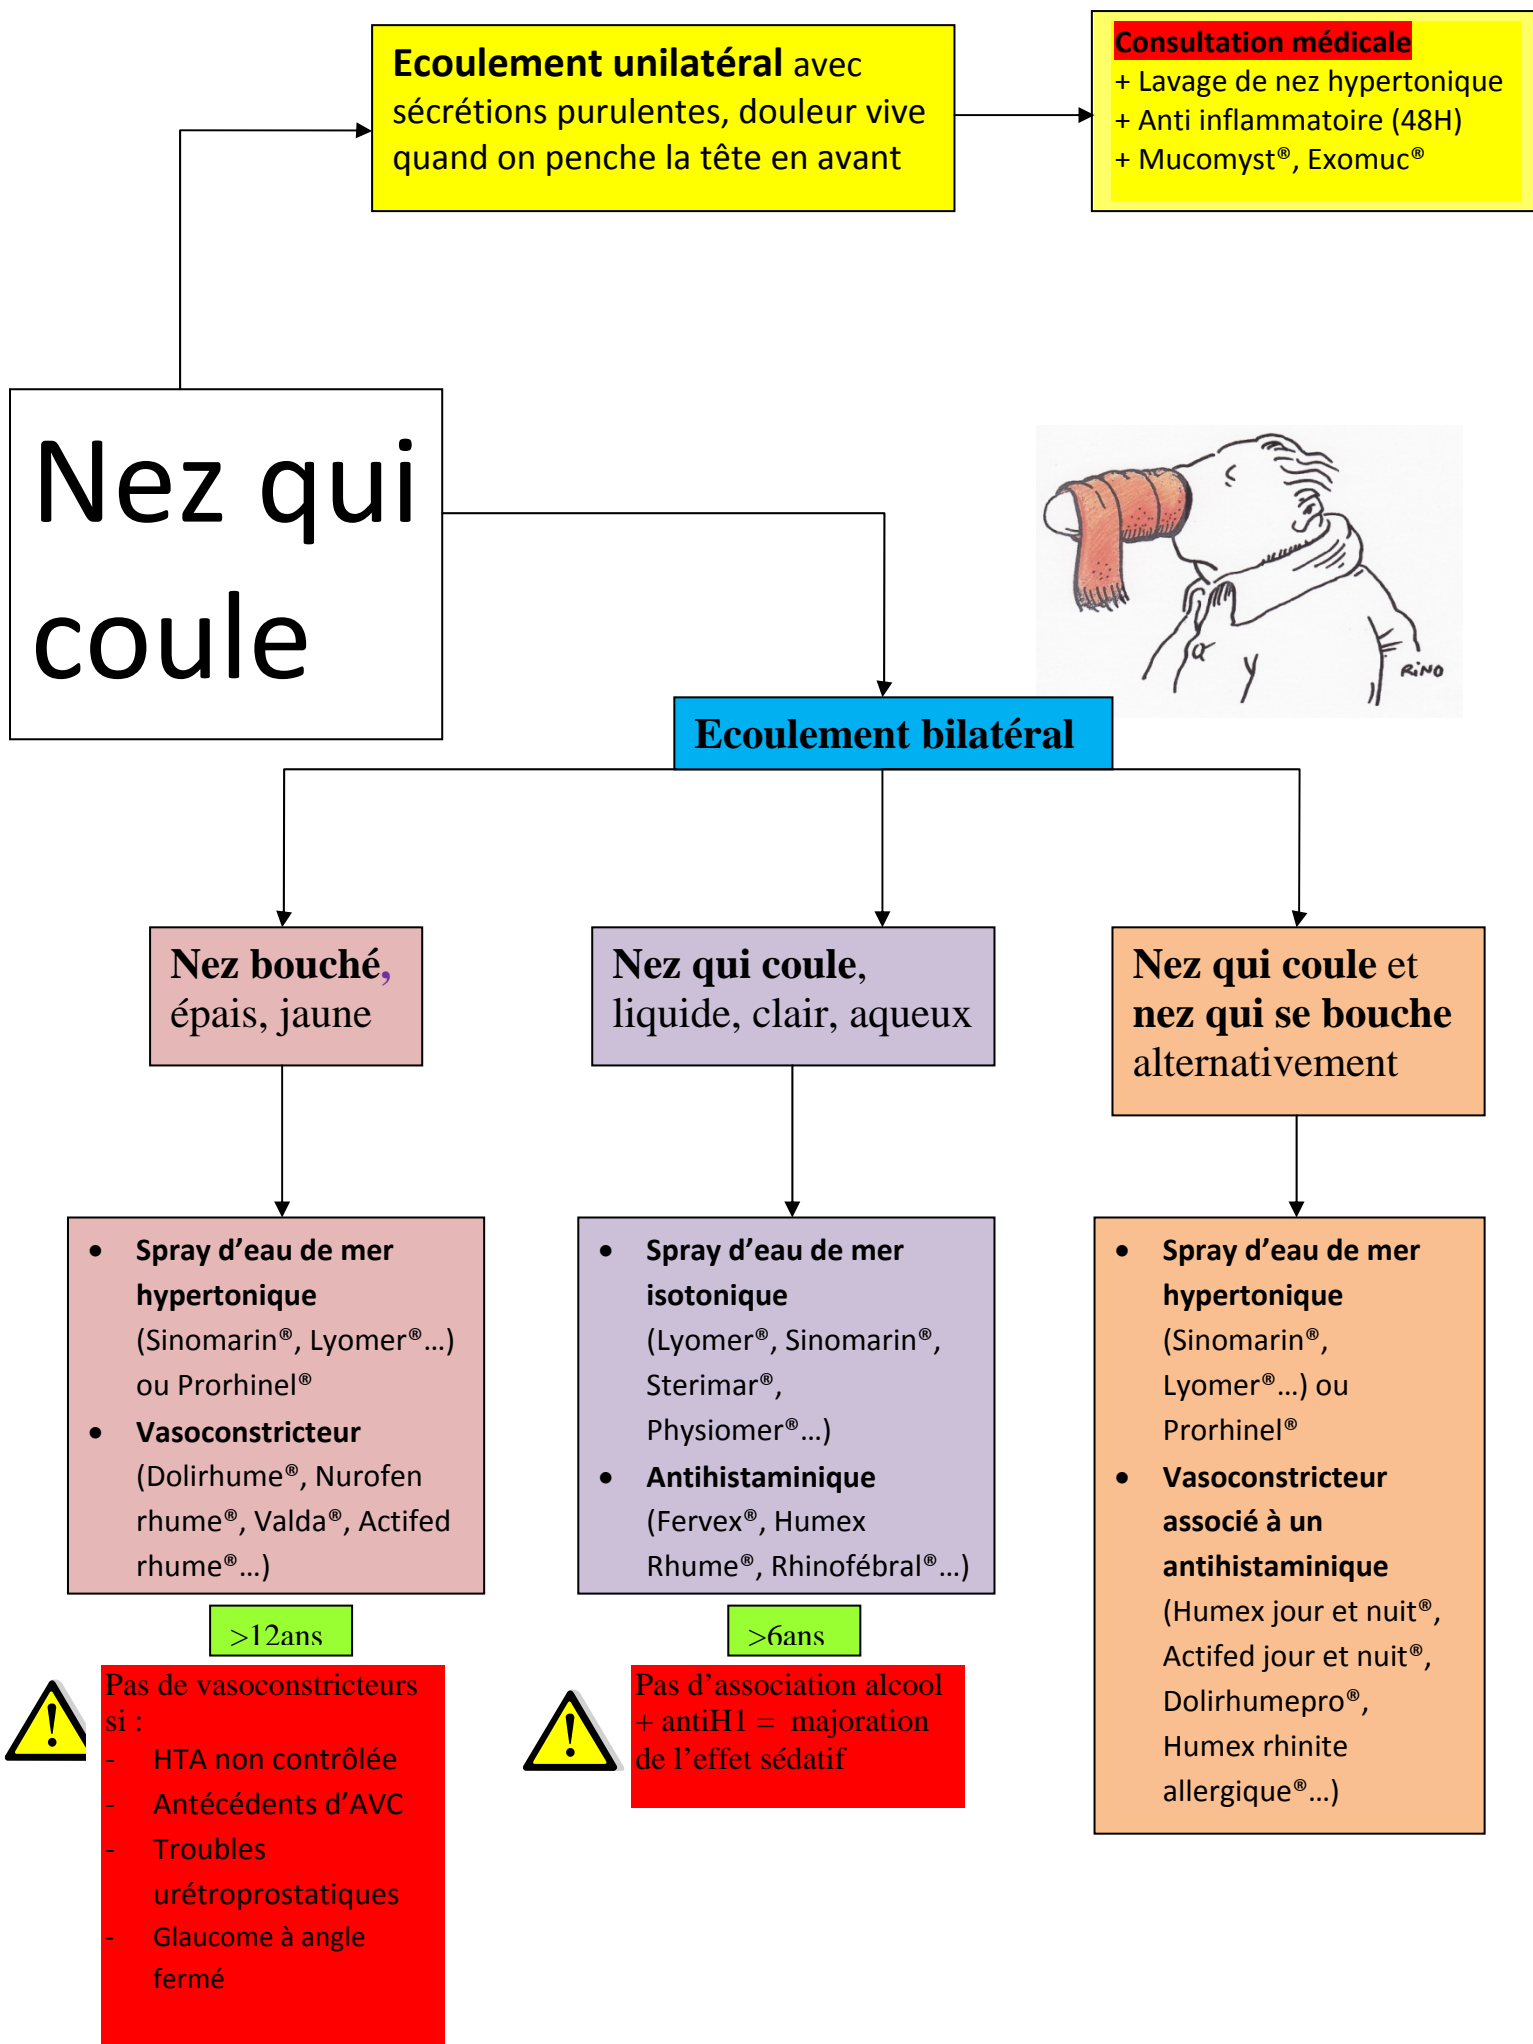 Ecoulement unilatéral avec
sécrétions purulentes, douleur vive
quand on penche la tête en avant
Consultation médicale
+ Lavage de nez hypertonique
+ Anti inflammatoire (48H)
+ Mucomyst®, Exomuc®
Nez qui
coule
RiNO
Ecoulement bilatéral
Nez bouché,
épais, jaune
Nez qui coule,
liquide, clair, aqueux
Nez qui coule et
nez qui se bouche
alternativement
• Spray d’eau de mer
hypertonique
(Sinomarin®, Lyomer®…)
ou Prorhinel®
• Vasoconstricteur
(Dolirhume®, Nurofen
rhume®, Valda®, Actifed
rhume®…)
>12ans
Pas de vasoconstricteurs
si :
- HTA non contrôlée
- Antécédents d’AVC
- Troubles
urétroprostatiques
- Glaucome à angle
fermé
• Spray d’eau de mer
isotonique
(Lyomer®, Sinomarin®,
Sterimar®,
Physiomer®…)
• Antihistaminique
(Fervex®, Humex
Rhume®, Rhinofébral®…)
>6ans
Pas d’association alcool
+ antiH1 = majoration
de l’effet sédatif
• Spray d’eau de mer
hypertonique
(Sinomarin®,
Lyomer®…) ou
Prorhinel®
• Vasoconstricteur
associé à un
antihistaminique
(Humex jour et nuit®,
Actifed jour et nuit®,
Dolirhumepro®,
Humex rhinite
allergique®…)